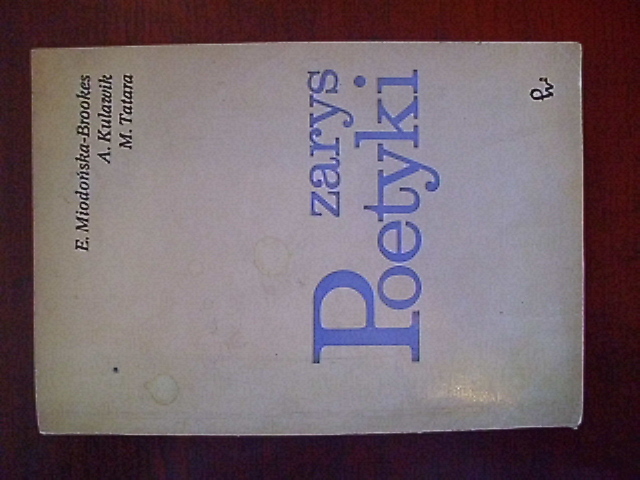 E. Miodońska-Brookes
A. Kulawik
M. Tatara
zarys
Poetyki